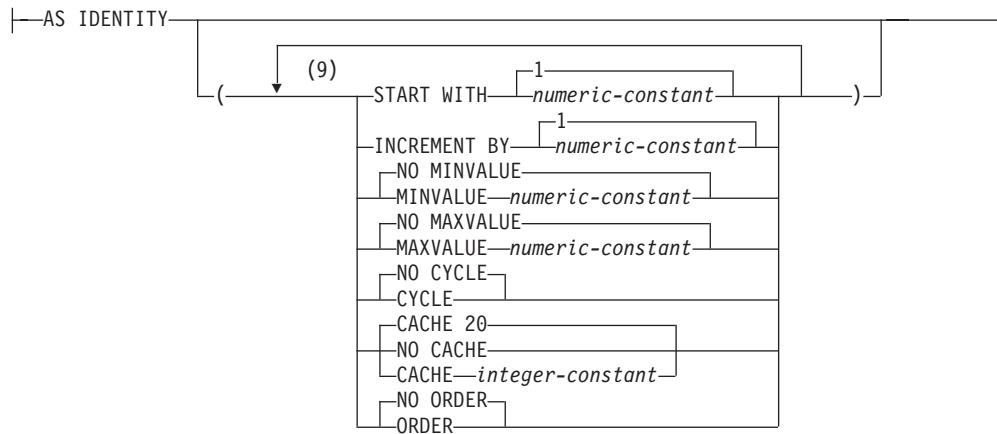 AS IDENTITY
(9)
1
( START WITH numeric-constant )
1
INCREMENT BY numeric-constant
NO MINVALUE
MINVALUE numeric-constant
NO MAXVALUE
MAXVALUE numeric-constant
NO CYCLE
CYCLE
CACHE 20
NO CACHE
CACHE integer-constant
NO ORDER
ORDER